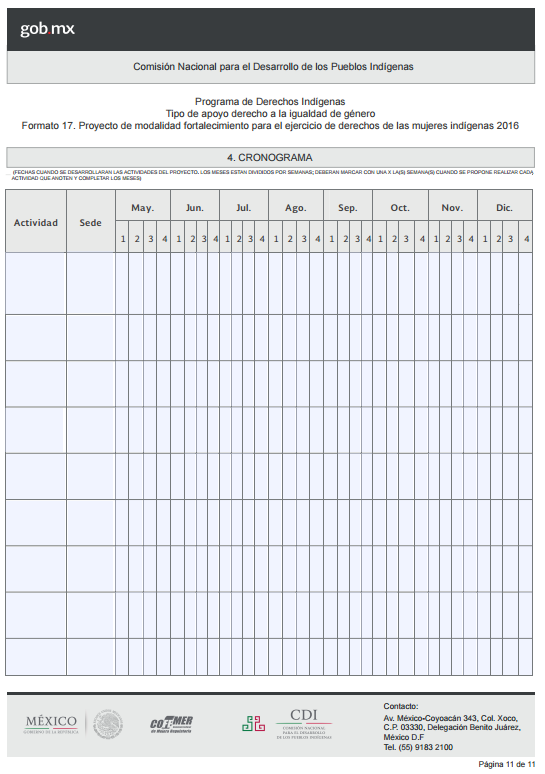 gob.mx
Comisión Nacional para el Desarrollo de los Pueblos Indígenas
Programa de Derechos Indígenas
Tipo de apoyo derecho a la igualdad de género
Formato 17. Proyecto de modalidad fortalecimiento para el ejercicio de derechos de las mujeres indígenas 2016
4. CRONOGRAMA
(FECHAS CUANDO SE DESARROLLARAN LAS ACTIVIDADES DEL PROYECTO. LOS MESES ESTAN DIVIDIDOS POR SEMANAS; DEBERAN MARCAR CON UNA X LA(S) SEMANA(S) CUANDO SE PROPONE REALIZAR CADA
ACTIVIDAD QUE ANOTEN Y COMPLETAR LOS MESES)
Actividad Sede May. Jun. Jul. Ago. Sep. Oct. Nov. Dic.
1 2 3 4 1 2 3 4 1 2 3 4 1 2 3 4 1 2 3 4 1 2 3 4 1 2 3 4 1 2 3 4
MÉXICO
GOBIERNO DE LA REPÚBLICA
COFEMER
de Mejora Regulatoria
CDI
COMISIÓN NACIONAL
PARA EL DESARROLLO
DE LOS PUEBLOS INDÍGENAS
Contacto:
Av. México-Coyoacán 343, Col. Xoco,
C.P. 03330, Delegación Benito Juárez,
México D.F
Tel. (55) 9183 2100
Página 11 de 11